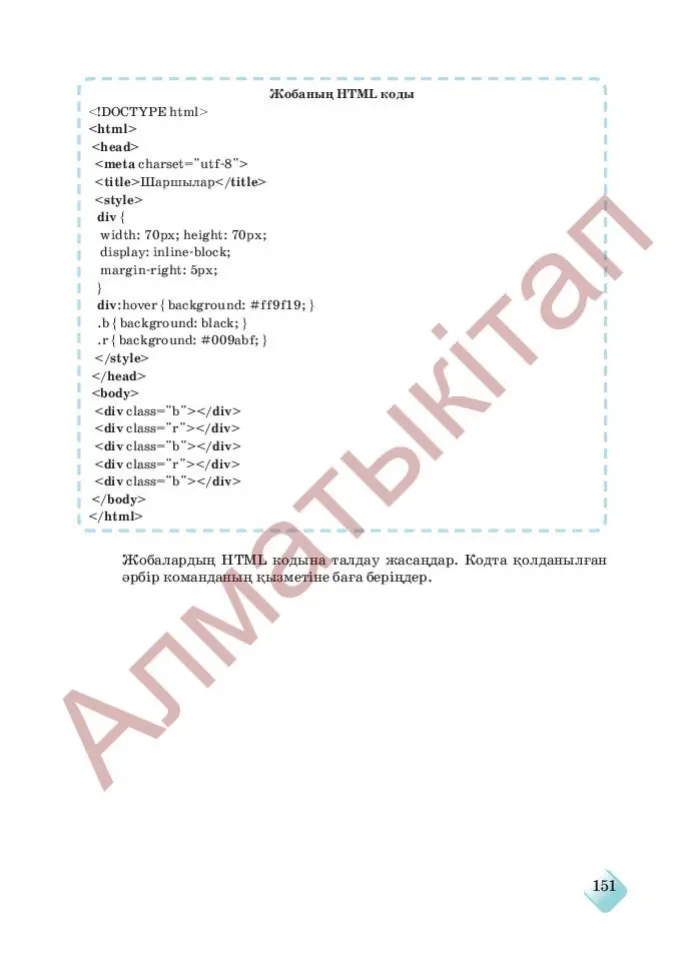 Жобаның HTML коды
<!DOCTYPE html>
<html>
<head>
<meta charset="utf-8">
<title>Шаршылар</title>
<style>
div {
width: 70px; height: 70px;
display: inline-block;
margin-right: 5px;
}
div:hover { background: #ff9f19; }
.b { background: black; }
.r { background: #009abf; }
</style>
</head>
<body>
<div class="b"></div>
<div class="r"></div>
<div class="b"></div>
<div class="r"></div>
<div class="b"></div>
</body>
</html>
Жобалардың HTML кодына талдау жасаңдар. Кодта қолданылған
әрбір команданың қызметіне баға беріңдер.
Алматыкітап
151